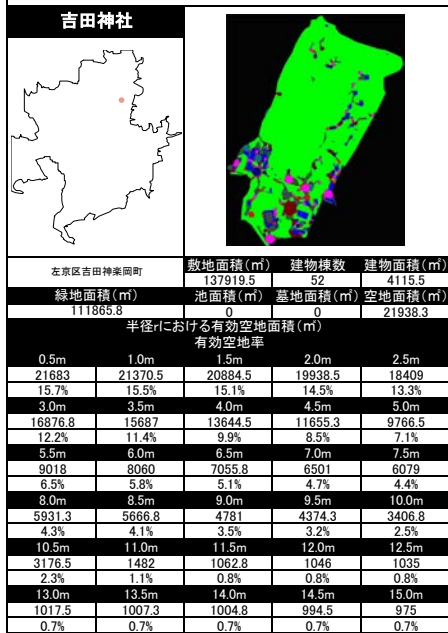 吉田神社
左京区吉田神楽岡町
敷地面積(㎡) 建物棟数 建物面積(㎡)
137919.5 52 4115.5
緑地面積(㎡) 池面積(㎡) 墓地面積(㎡) 空地面積(㎡)
111865.8 0 0 21938.3
半径rにおける有効空地面積(㎡)
有効空地率
0.5m 1.0m 1.5m 2.0m 2.5m
21683 21370.5 20884.5 19938.5 18409
15.7% 15.5% 15.1% 14.5% 13.3%
3.0m 3.5m 4.0m 4.5m 5.0m
16876.8 15687 13644.5 11655.3 9766.5
12.2% 11.4% 9.9% 8.5% 7.1%
5.5m 6.0m 6.5m 7.0m 7.5m
9018 8060 7055.8 6501 6079
6.5% 5.8% 5.1% 4.7% 4.4%
8.0m 8.5m 9.0m 9.5m 10.0m
5931.3 5666.8 4781 4374.3 3406.8
4.3% 4.1% 3.5% 3.2% 2.5%
10.5m 11.0m 11.5m 12.0m 12.5m
3176.5 1482 1062.8 1046 1035
2.3% 1.1% 0.8% 0.8% 0.8%
13.0m 13.5m 14.0m 14.5m 15.0m
1017.5 1007.3 1004.8 994.5 975
0.7% 0.7% 0.7% 0.7% 0.7%